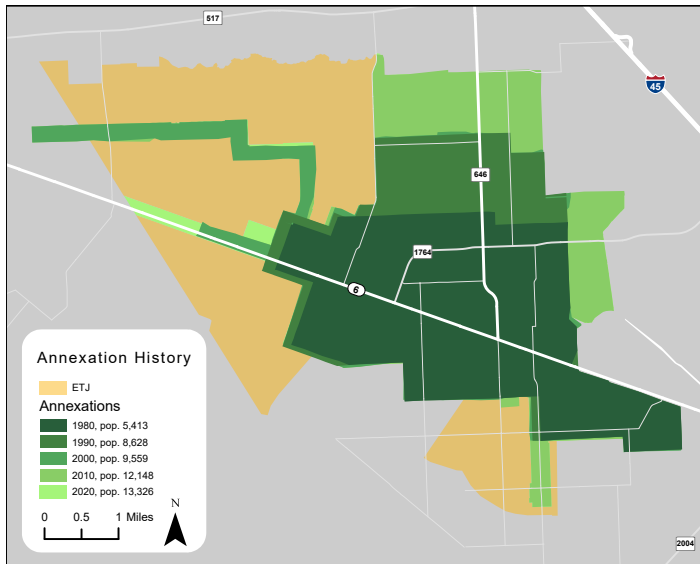 517
45
646
1764
6
Annexation History
ETJ
Annexations
1980, pop. 5,413
1990, pop. 8,628
2000, pop. 9,559
2010, pop. 12,148
2020, pop. 13,326
N
0 0.5 1 Miles
2004